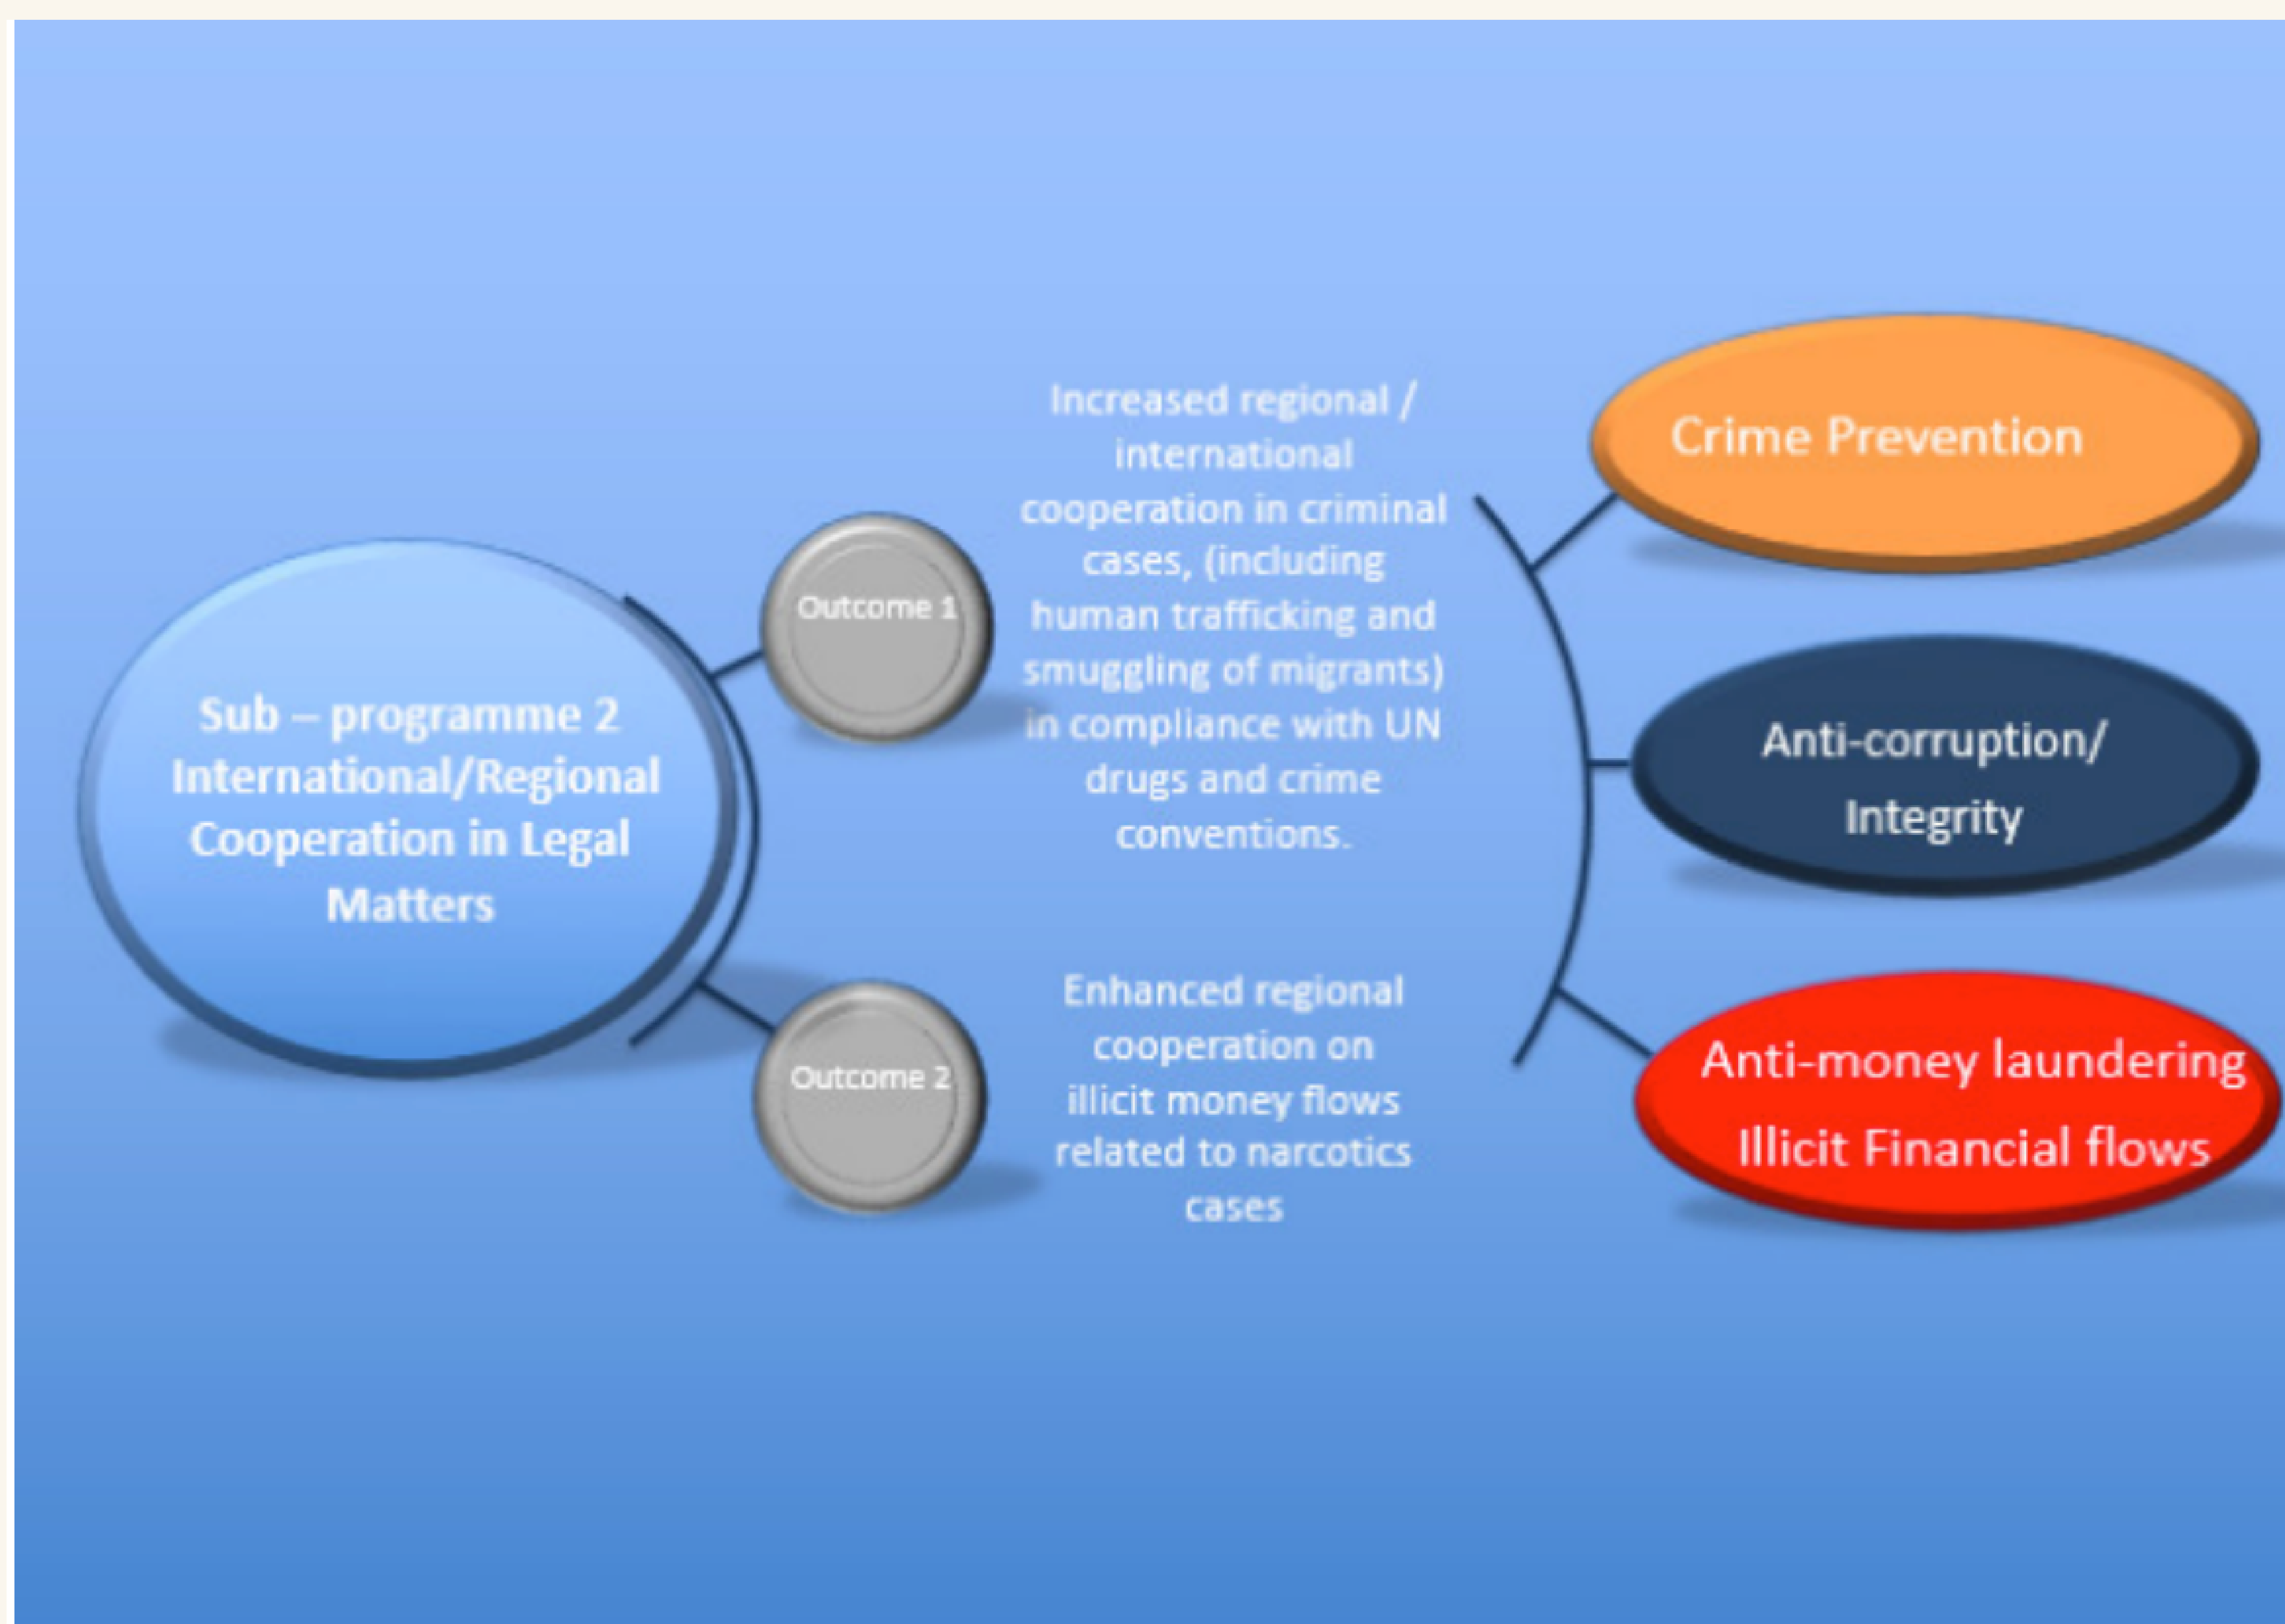 Sub – programme 2
International/Regional
Cooperation in Legal
Matters
Outcome 1
Increased regional /
international
cooperation in criminal
cases, (including
human trafficking and
smuggling of migrants)
in compliance with UN
drugs and crime
conventions.
Outcome 2
Enhanced regional
cooperation on
illicit money flows
related to narcotics
cases
Crime Prevention
Anti-corruption/
Integrity
Anti-money laundering
Illicit Financial flows